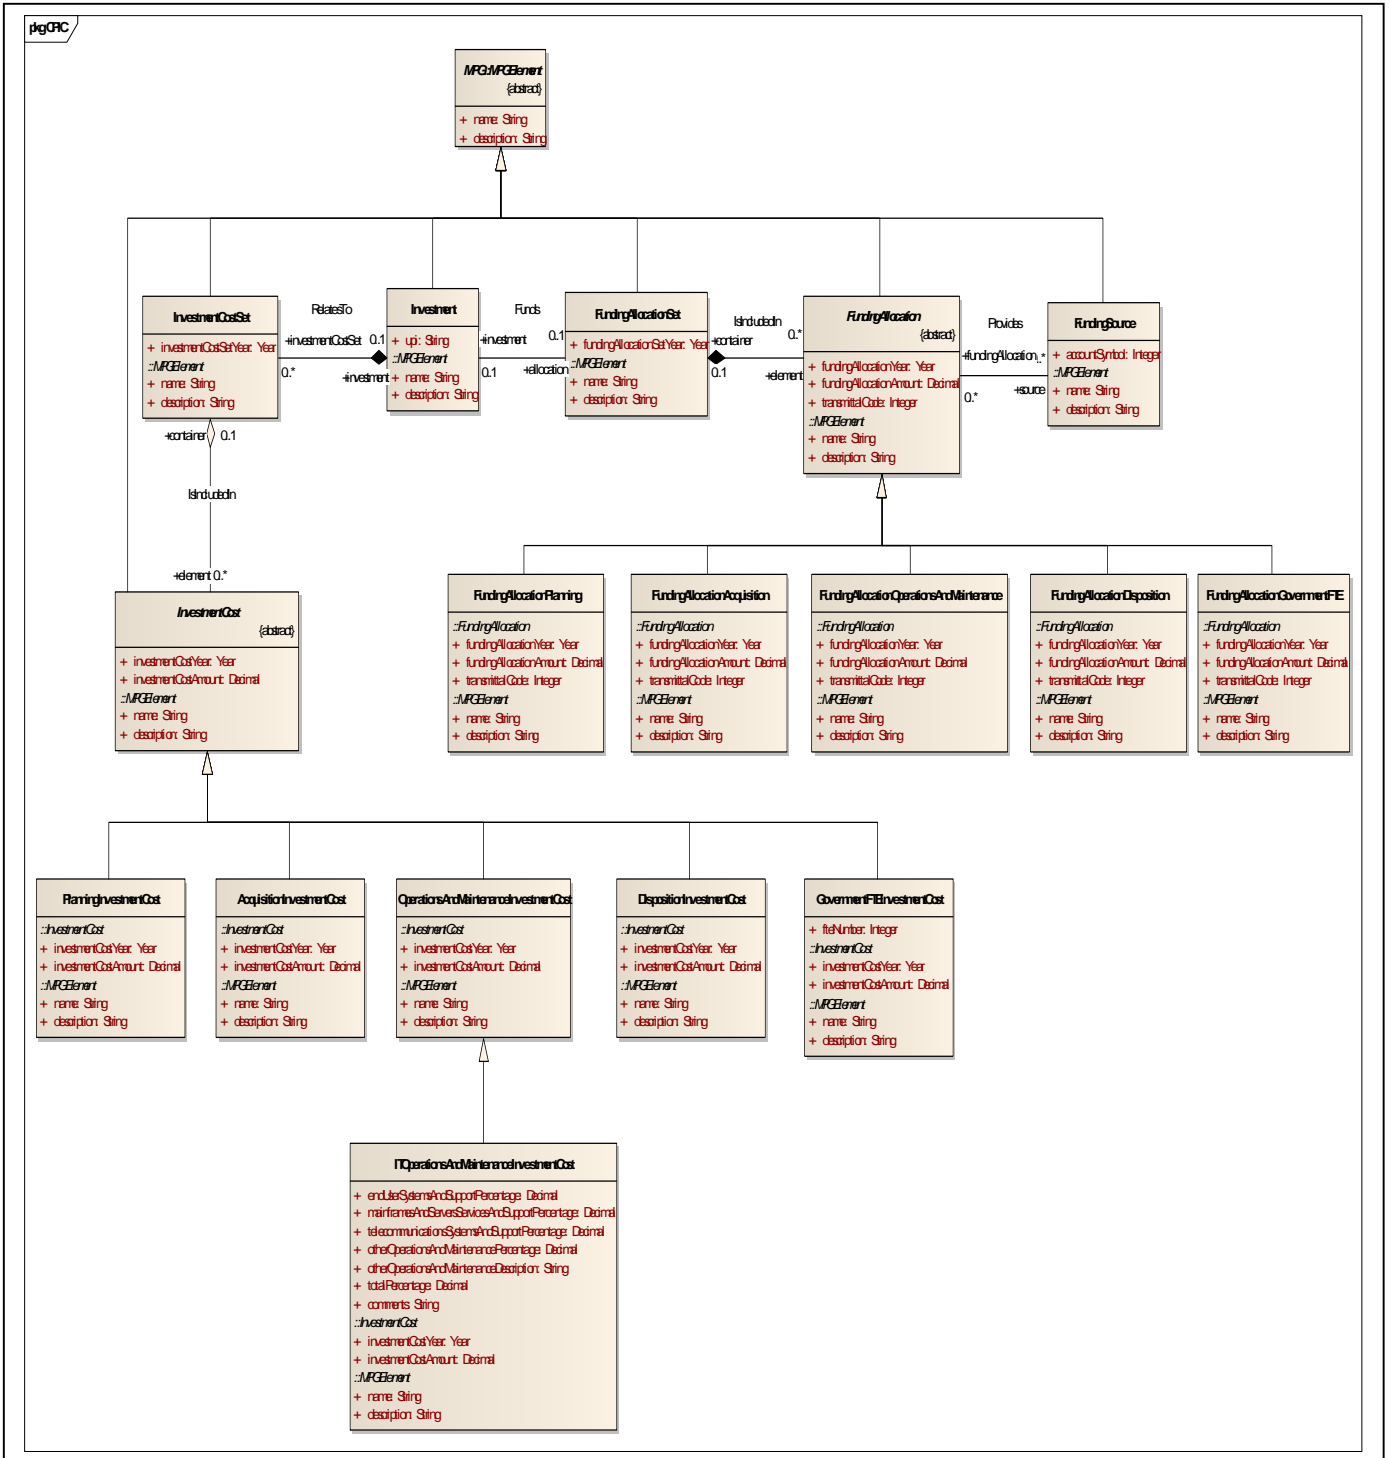 pkg CPIC
MPG::MPGElement
{abstract}
+ name: String
+ description: String
InvestmentCostSet
+ investmentCostSetYear: Year
::MPGElement
+ name: String
+ description: String
RelatesTo
+investmentCostSet
0..1
0..*
+investment
Investment
+ upi: String
::MPGElement
+ name: String
+ description: String
Funds
+investment
0..1
0..1
+allocation
FundingAllocationSet
+ fundingAllocationSetYear: Year
::MPGElement
+ name: String
+ description: String
IsIncludedIn
+container
0..*
0..1
+element
FundingAllocation
{abstract}
+ fundingAllocationYear: Year
+ fundingAllocationAmount: Decimal
+ transmittalCode: Integer
::MPGElement
+ name: String
+ description: String
Provides
+fundingAllocation
..*
0..*
+source
FundingSource
+ accountSymbol: Integer
::MPGElement
+ name: String
+ description: String
+container
0..1
IsIncludedIn
+element 0..*
InvestmentCost
{abstract}
+ investmentCostYear: Year
+ investmentCostAmount: Decimal
::MPGElement
+ name: String
+ description: String
FundingAllocationPlanning
::FundingAllocation
+ fundingAllocationYear: Year
+ fundingAllocationAmount: Decimal
+ transmittalCode: Integer
::MPGElement
+ name: String
+ description: String
FundingAllocationAcquisition
::FundingAllocation
+ fundingAllocationYear: Year
+ fundingAllocationAmount: Decimal
+ transmittalCode: Integer
::MPGElement
+ name: String
+ description: String
FundingAllocationOperationsAndMaintenance
::FundingAllocation
+ fundingAllocationYear: Year
+ fundingAllocationAmount: Decimal
+ transmittalCode: Integer
::MPGElement
+ name: String
+ description: String
FundingAllocationDisposition
::FundingAllocation
+ fundingAllocationYear: Year
+ fundingAllocationAmount: Decimal
+ transmittalCode: Integer
::MPGElement
+ name: String
+ description: String
FundingAllocationGovernmentFTE
::FundingAllocation
+ fundingAllocationYear: Year
+ fundingAllocationAmount: Decimal
+ transmittalCode: Integer
::MPGElement
+ name: String
+ description: String
PlanningInvestmentCost
::InvestmentCost
+ investmentCostYear: Year
+ investmentCostAmount: Decimal
::MPGElement
+ name: String
+ description: String
AcquisitionInvestmentCost
::InvestmentCost
+ investmentCostYear: Year
+ investmentCostAmount: Decimal
::MPGElement
+ name: String
+ description: String
OperationsAndMaintenanceInvestmentCost
::InvestmentCost
+ investmentCostYear: Year
+ investmentCostAmount: Decimal
::MPGElement
+ name: String
+ description: String
DispositionInvestmentCost
::InvestmentCost
+ investmentCostYear: Year
+ investmentCostAmount: Decimal
::MPGElement
+ name: String
+ description: String
GovernmentFTEInvestmentCost
+ fteNumber: Integer
::InvestmentCost
+ investmentCostYear: Year
+ investmentCostAmount: Decimal
::MPGElement
+ name: String
+ description: String
ITOperationsAndMaintenanceInvestmentCost
+ endUserSystemsAndSupportPercentage: Decimal
+ mainframesAndServersServicesAndSupportPercentage: Decimal
+ telecommunicationsSystemsAndSupportPercentage: Decimal
+ otherOperationsAndMaintenancePercentage: Decimal
+ otherOperationsAndMaintenanceDescription: String
+ totalPercentage: Decimal
+ comments: String
::InvestmentCost
+ investmentCostYear: Year
+ investmentCostAmount: Decimal
::MPGElement
+ name: String
+ description: String